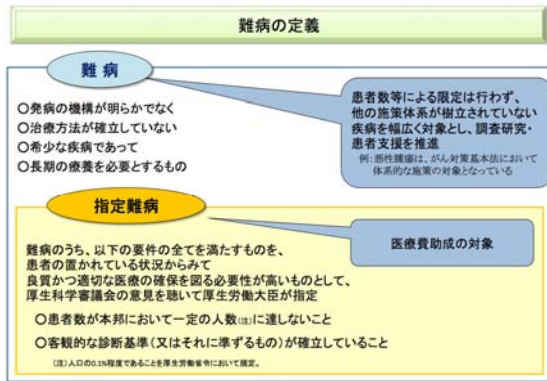 難病の定義
難病
○発病の機構が明らかでなく
○治療方法が確立していない
○希少な疾病であって
○長期の療養を必要とするもの
患者数等による限定は行わず、
他の施策体系が樹立されていない
疾病を幅広く対象とし、調査研究・
患者支援を推進
例：悪性腫瘍は、がん対策基本法において
体系的な施策の対象となっている
指定難病
難病のうち、以下の要件の全てを満たすものを、
患者の置かれている状況からみて
良質かつ適切な医療の確保を図る必要性が高いものとして、
厚生科学審議会の意見を聴いて厚生労働大臣が指定
医療費助成の対象
○患者数が本邦において一定の人数(注)に達しないこと
○客観的な診断基準(又はそれに準ずるもの)が確立していること
(注)人口の0.1%程度であることを厚生労働省令において規定。